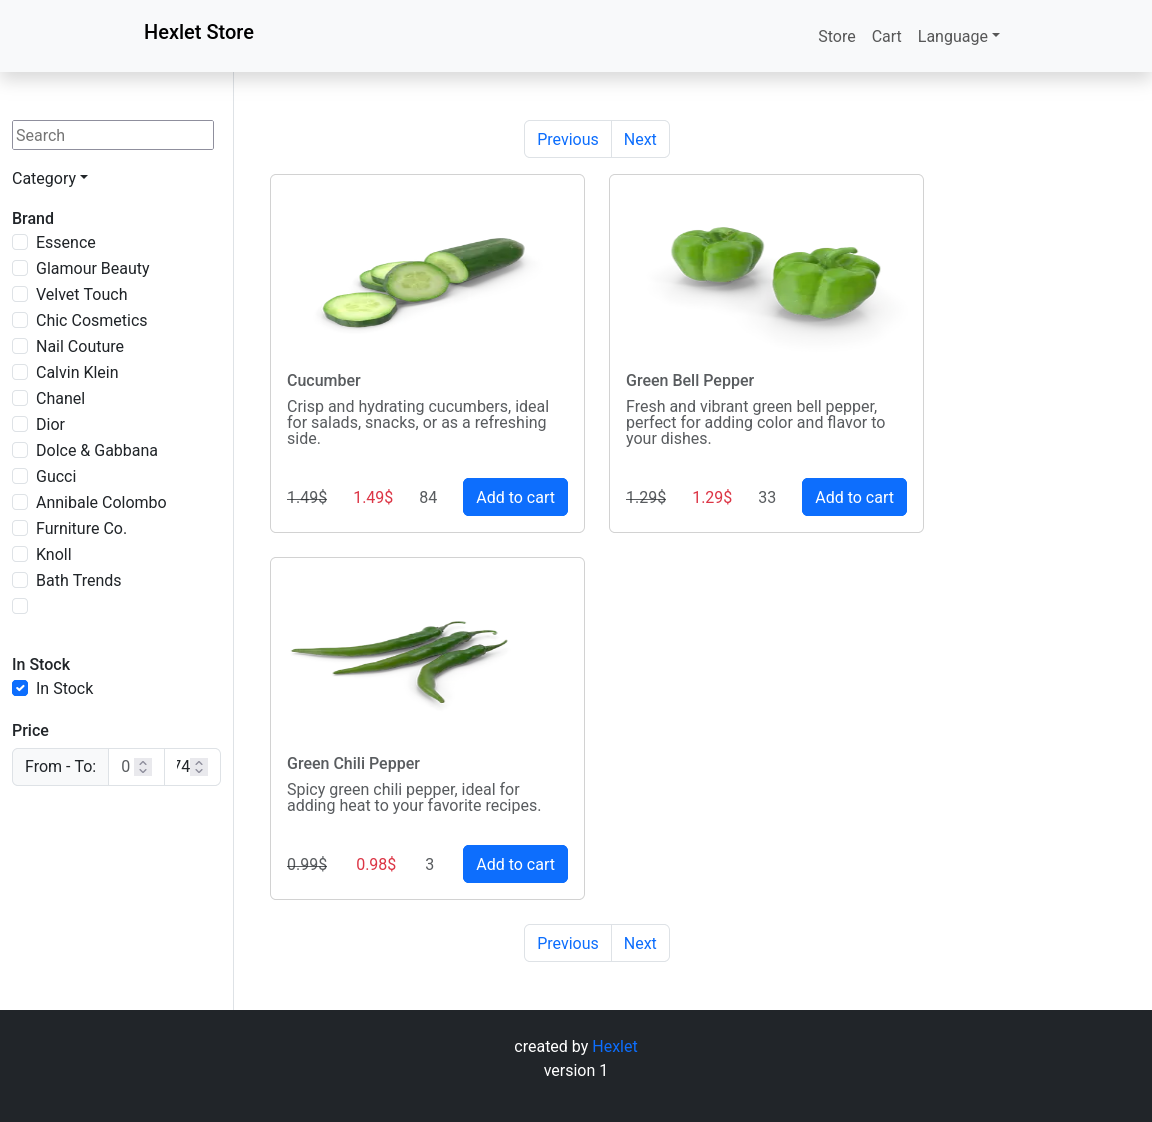 Hexlet Store
Store
Cart
Language
Search
Category
Brand
Essence
Glamour Beauty
Velvet Touch
Chic Cosmetics
Nail Couture
Calvin Klein
Chanel
Dior
Dolce & Gabbana
Gucci
Annibale Colombo
Furniture Co.
Knoll
Bath Trends
In Stock
In Stock
Price
From - To:
0
74
Previous
Next
Cucumber
Crisp and hydrating cucumbers, ideal
for salads, snacks, or as a refreshing
side.
1.49$
1.49$
84
Add to cart
Green Bell Pepper
Fresh and vibrant green bell pepper,
perfect for adding color and flavor to
your dishes.
1.29$
1.29$
33
Add to cart
Green Chili Pepper
Spicy green chili pepper, ideal for
adding heat to your favorite recipes.
0.99$
0.98$
3
Add to cart
Previous
Next
created by Hexlet
version 1